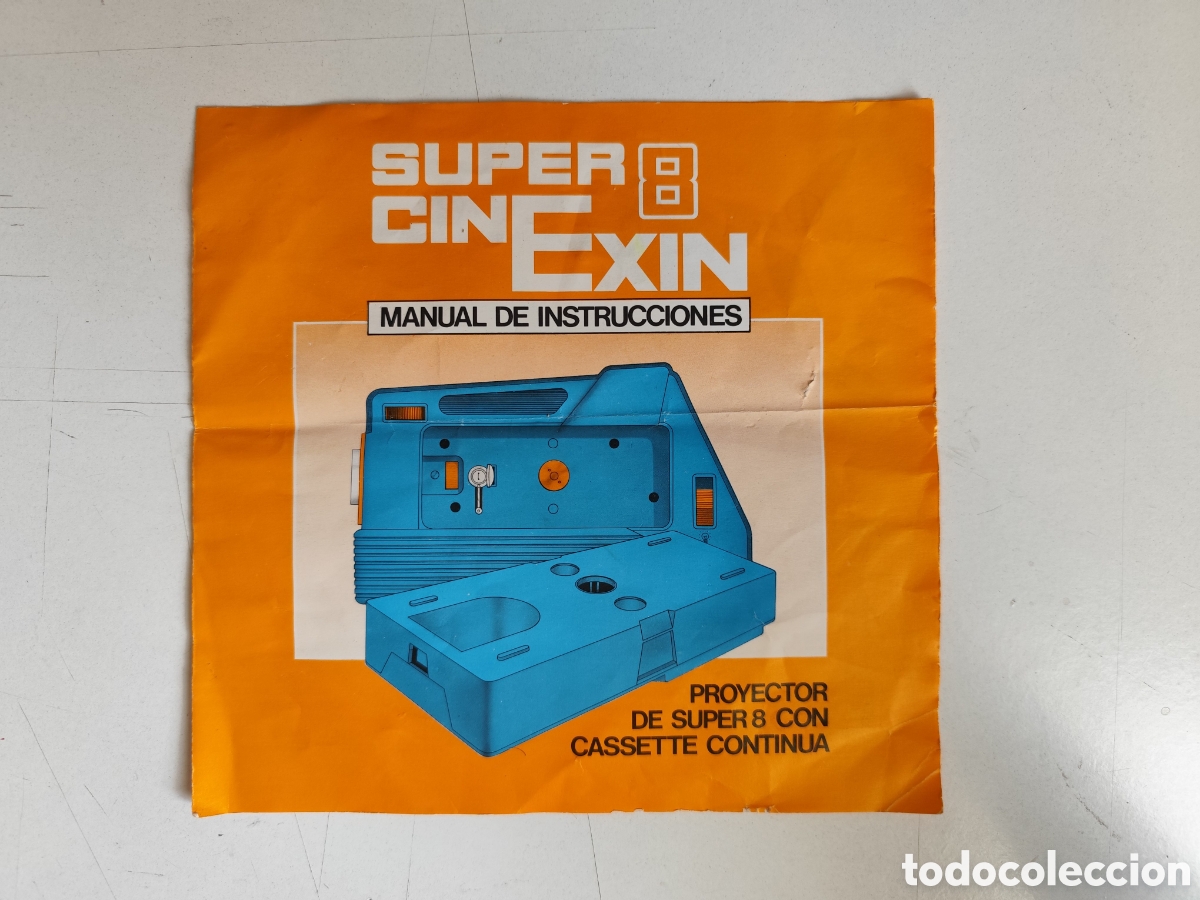 SUPER 8
CINEXIN
MANUAL DE INSTRUCCIONES
PROYECTOR
DE SUPER 8 CON
CASSETTE CONTINUA
todocoleccion